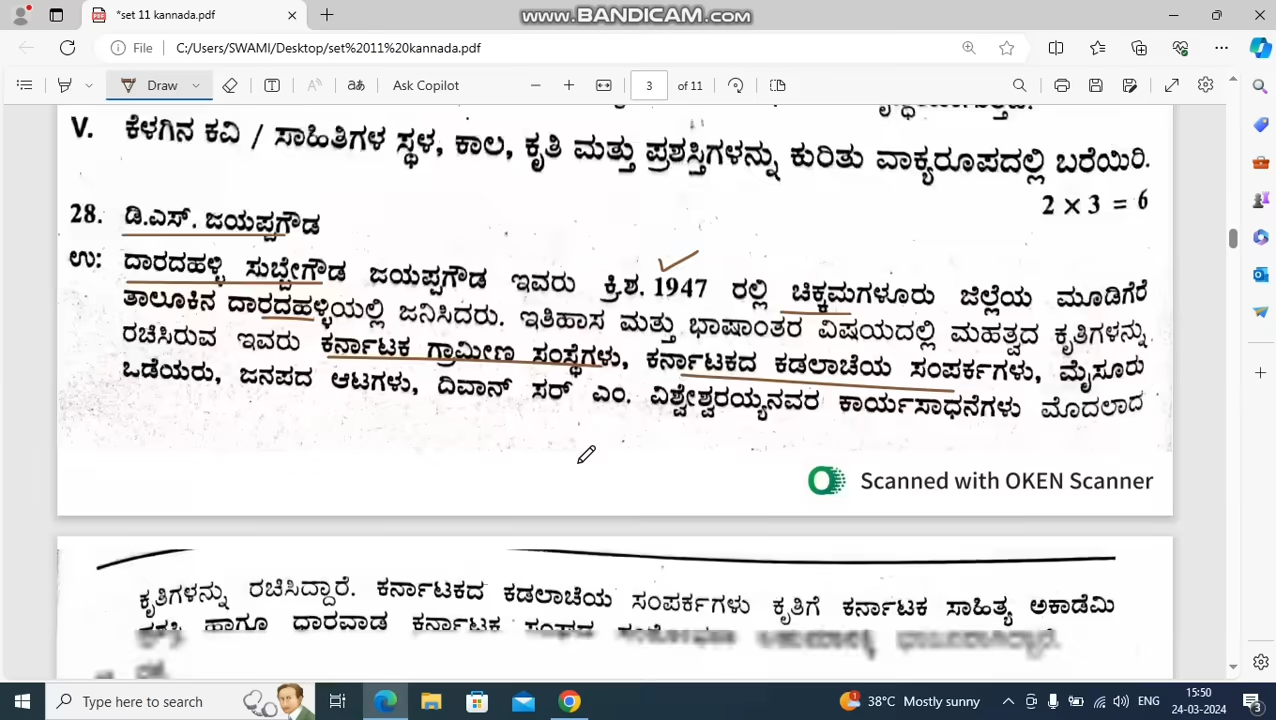 *set 11 kannada.pdf
www.BANDICAM.com
File C:/Users/SWAMI/Desktop/set%2011%20kannada.pdf
Draw
Ask Copilot
3 of 11
V. ಕೆಳಗಿನ ಕವಿ / ಸಾಹಿತಿಗಳ ಸ್ಥಳ, ಕಾಲ, ಕೃತಿ ಮತ್ತು ಪ್ರಶಸ್ತಿಗಳನ್ನು ಕುರಿತು ವಾಕ್ಯರೂಪದಲ್ಲಿ ಬರೆಯಿರಿ.
2 × 3 = 6
28. ಡಿ.ಎಸ್. ಜಯಪ್ಪಗೌಡ
ಉ: ದಾರದಹಳ್ಳಿ ಸುಬ್ಬೇಗೌಡ ಜಯಪ್ಪಗೌಡ ಇವರು ಕ್ರಿ.ಶ. 1947 ರಲ್ಲಿ ಚಿಕ್ಕಮಗಳೂರು ಜಿಲ್ಲೆಯ ಮೂಡಿಗೆರೆ
ತಾಲೂಕಿನ ದಾರದಹಳ್ಳಿಯಲ್ಲಿ ಜನಿಸಿದರು. ಇತಿಹಾಸ ಮತ್ತು ಭಾಷಾಂತರ ವಿಷಯದಲ್ಲಿ ಮಹತ್ವದ ಕೃತಿಗಳನ್ನು
ರಚಿಸಿರುವ ಇವರು ಕರ್ನಾಟಕ ಗ್ರಾಮೀಣ ಸಂಸ್ಥೆಗಳು, ಕರ್ನಾಟಕದ ಕಡಲಾಚೆಯ ಸಂಪರ್ಕಗಳು, ಮೈಸೂರು
ಒಡೆಯರು, ಜನಪದ ಆಟಗಳು, ದಿವಾನ್ ಸರ್ ಎಂ. ವಿಶ್ವೇಶ್ವರಯ್ಯನವರ ಕಾರ್ಯಸಾಧನೆಗಳು ಮೊದಲಾದ
Scanned with OKEN Scanner
ಕೃತಿಗಳನ್ನು ರಚಿಸಿದ್ದಾರೆ. ಕರ್ನಾಟಕದ ಕಡಲಾಚೆಯ ಸಂಪರ್ಕಗಳು ಕೃತಿಗೆ ಕರ್ನಾಟಕ ಸಾಹಿತ್ಯ ಅಕಾಡೆಮಿ
ಹಾಗೂ ಧಾರವಾಡ ಕರ್ನಾಟಕ
Type here to search
38°C Mostly sunny
ENG
15:50
24-03-2024
3